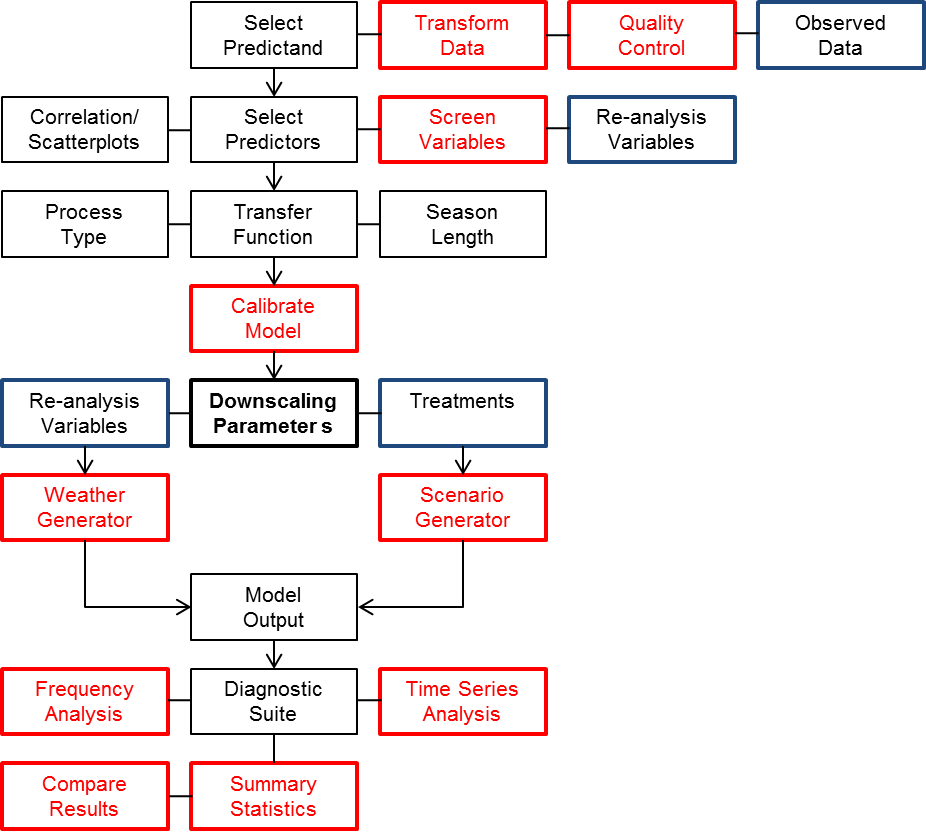 Select
Predictand
Transform
Data
Quality
Control
Observed
Data
Correlation/
Scatterplots
Select
Predictors
Screen
Variables
Re-analysis
Variables
Process
Type
Transfer
Function
Season
Length
Calibrate
Model
Re-analysis
Variables
Downscaling
Parameter s
Treatments
Weather
Generator
Scenario
Generator
Model
Output
Frequency
Analysis
Diagnostic
Suite
Time Series
Analysis
Compare
Results
Summary
Statistics